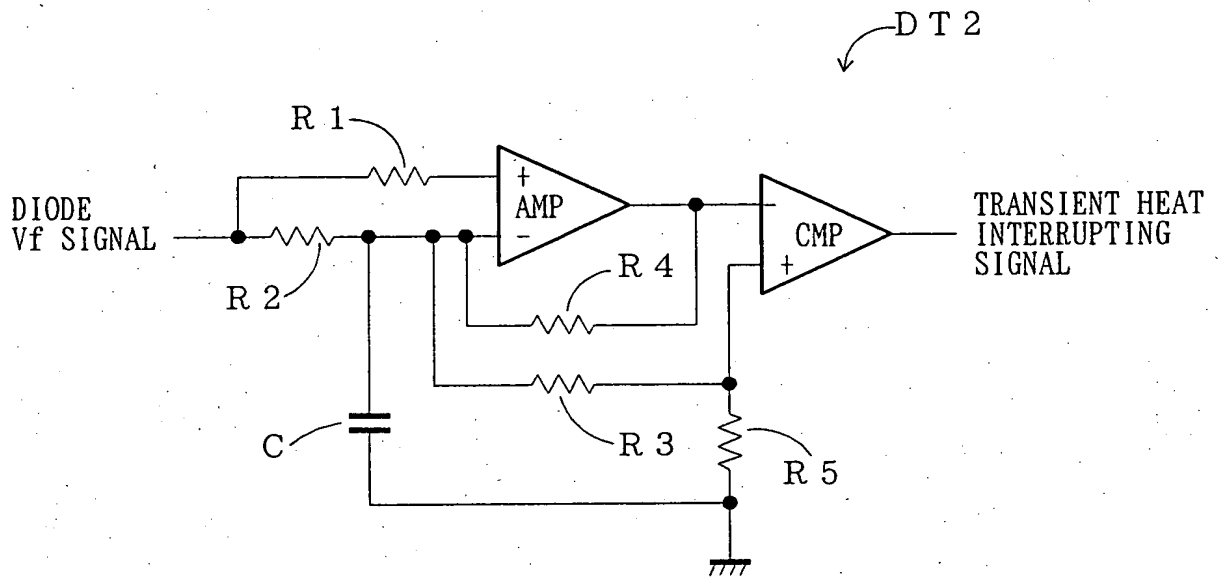 DT2
R1
DIODE
Vf SIGNAL
+
AMP
−
R2
R4
−
CMP
+
TRANSIENT HEAT
INTERRUPTING
SIGNAL
C
R3
R5